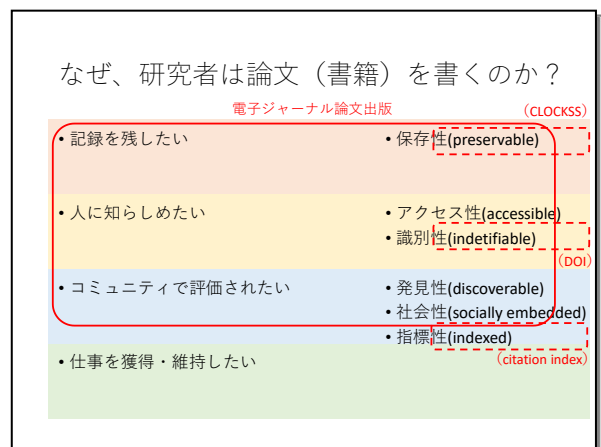 なぜ、研究者は論文（書籍）を書くのか？
電子ジャーナル論文出版
（CLOCKSS）
• 記録を残したい
• 保存性(preservable)
• 人に知らしめたい
• アクセス性(accessible)
• 識別性(indetifiable)
（DOI）
• コミュニティで評価されたい
• 発見性(discoverable)
• 社会性(socially embedded)
• 指標性(indexed)
• 仕事を獲得・維持したい
（citation index）